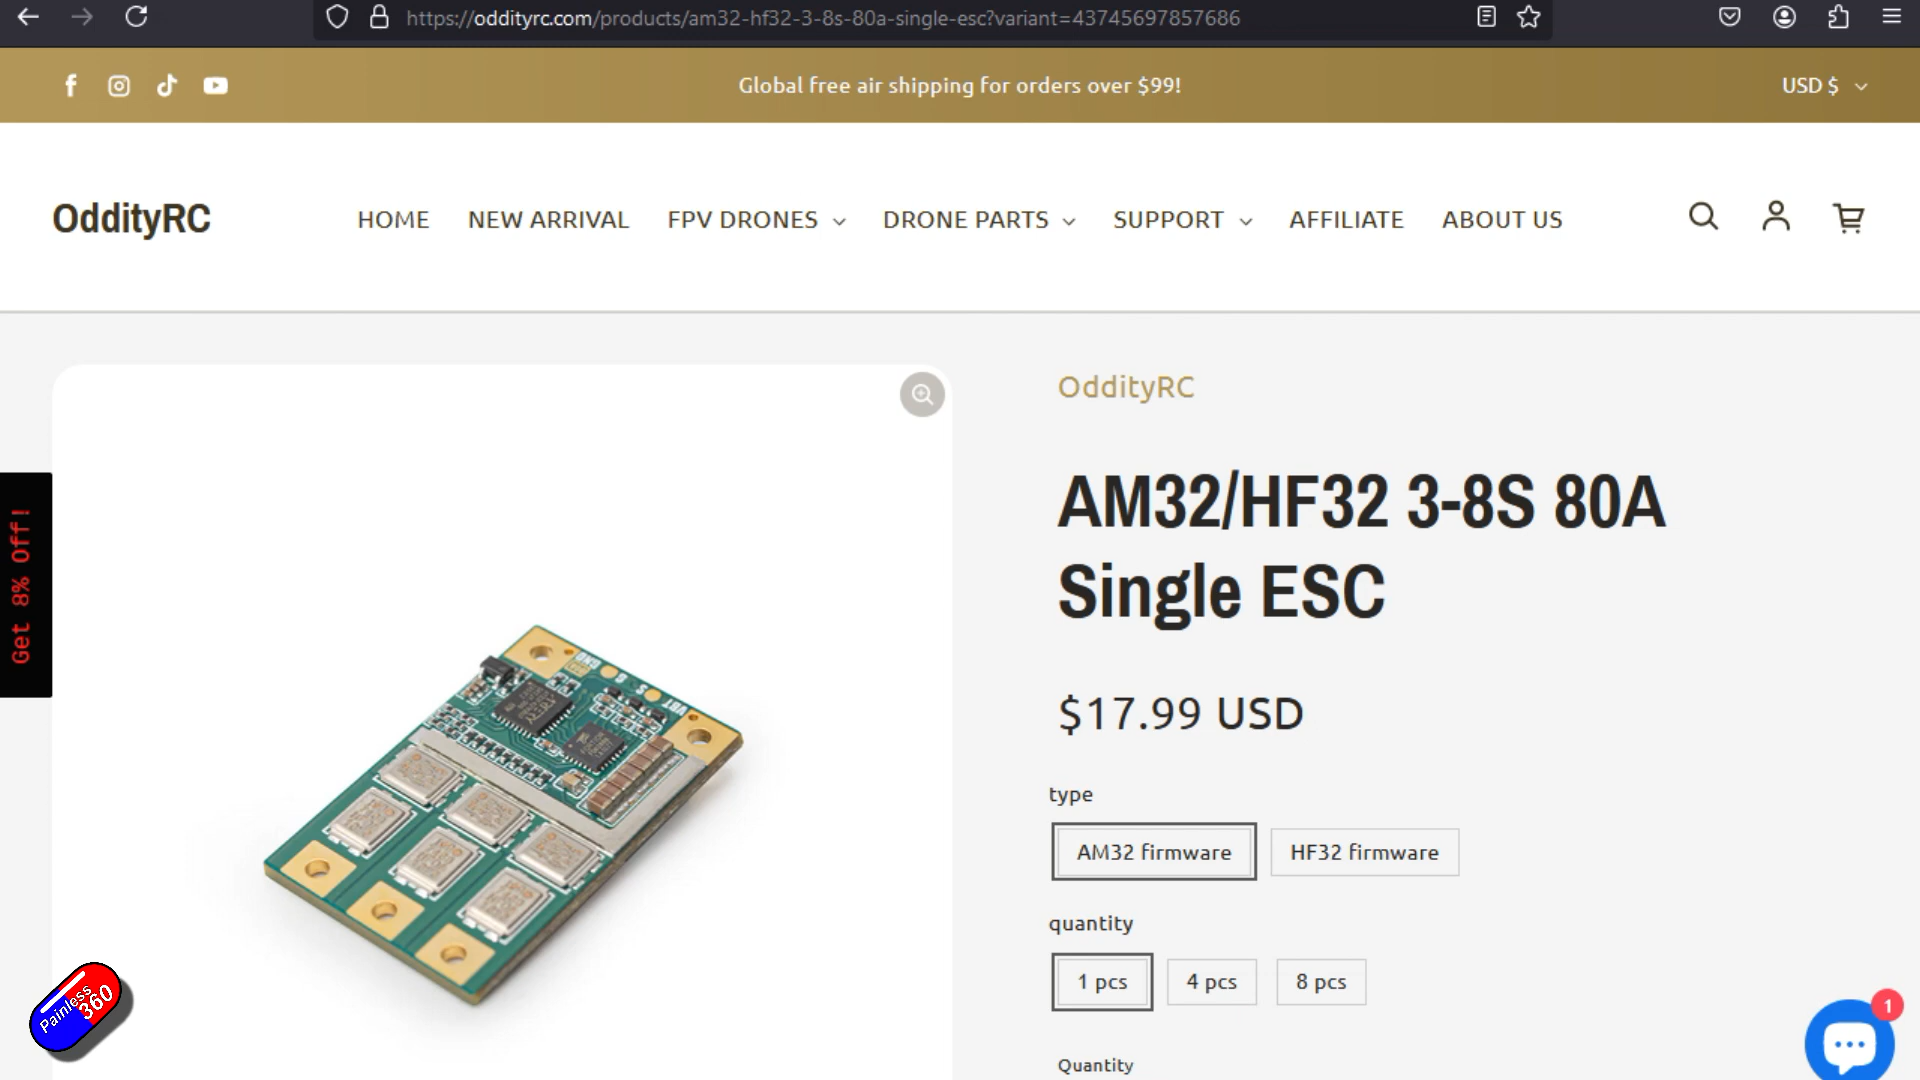 https://oddityrc.com/products/am32-hf32-3-8s-80a-single-esc?variant=43745697857686
Global free air shipping for orders over $99!
USD $
OddityRC
HOME
NEW ARRIVAL
FPV DRONES
DRONE PARTS
SUPPORT
AFFILIATE
ABOUT US
Get 8% Off!
OddityRC
AM32/HF32 3-8S 80A
Single ESC
$17.99 USD
type
AM32 firmware
HF32 firmware
quantity
1 pcs
4 pcs
8 pcs
Quantity
GND
S
VBT
Painless
360
1